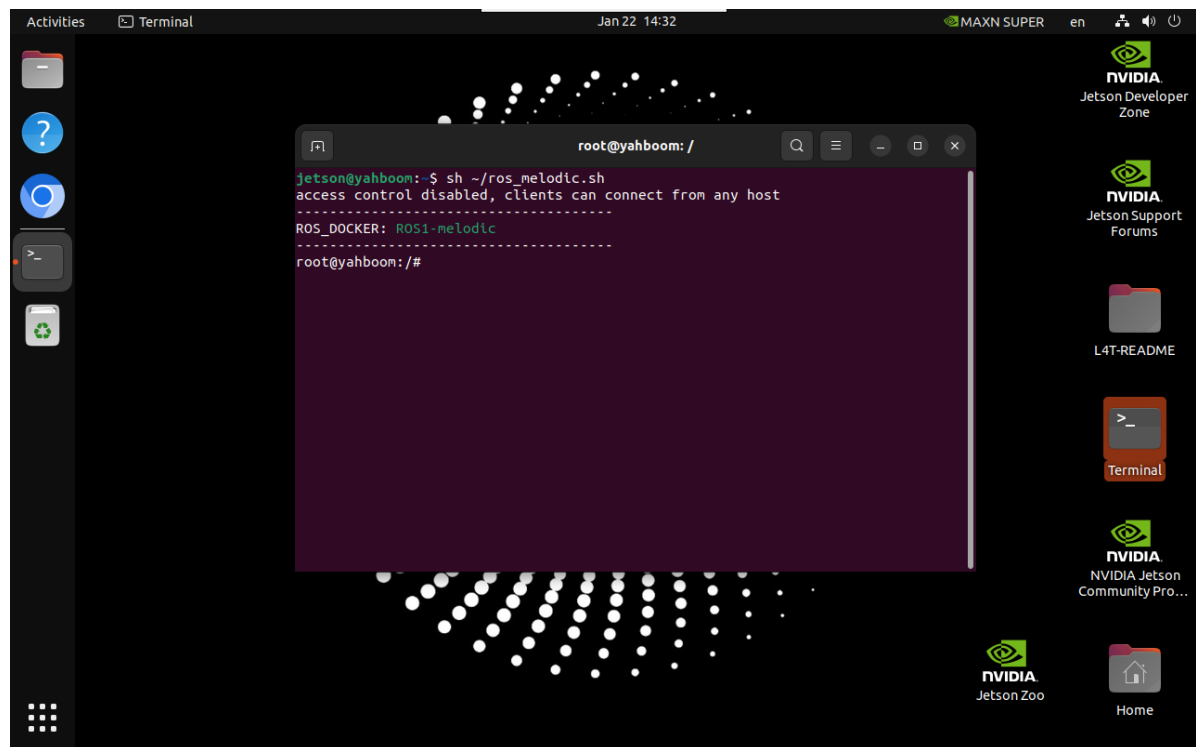 Activities
Terminal
Jan 22 14:32
MAXN SUPER
en
NVIDIA.
Jetson Developer
Zone
root@yahboom: /
jetson@yahboom:~$ sh ~/ros_melodic.sh
access control disabled, clients can connect from any host
--------------------------------------
ROS_DOCKER: ROS1-melodic
--------------------------------------
root@yahboom:/#
NVIDIA.
Jetson Support
Forums
L4T-README
>_
Terminal
NVIDIA.
NVIDIA Jetson
Community Pro...
NVIDIA.
Jetson Zoo
Home